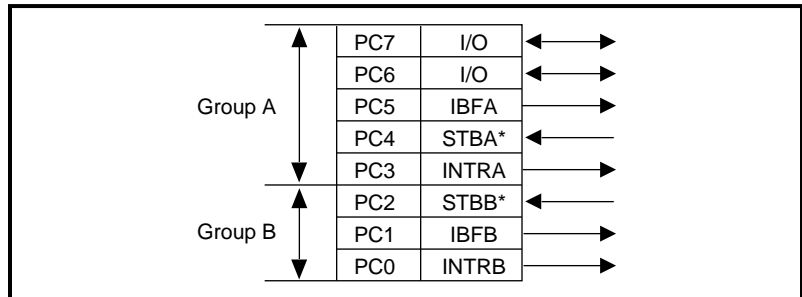 PC7 I/O
PC6 I/O
Group A PC5 IBFA
PC4 STBA*
PC3 INTRA
PC2 STBB*
Group B PC1 IBFB
PC0 INTRB